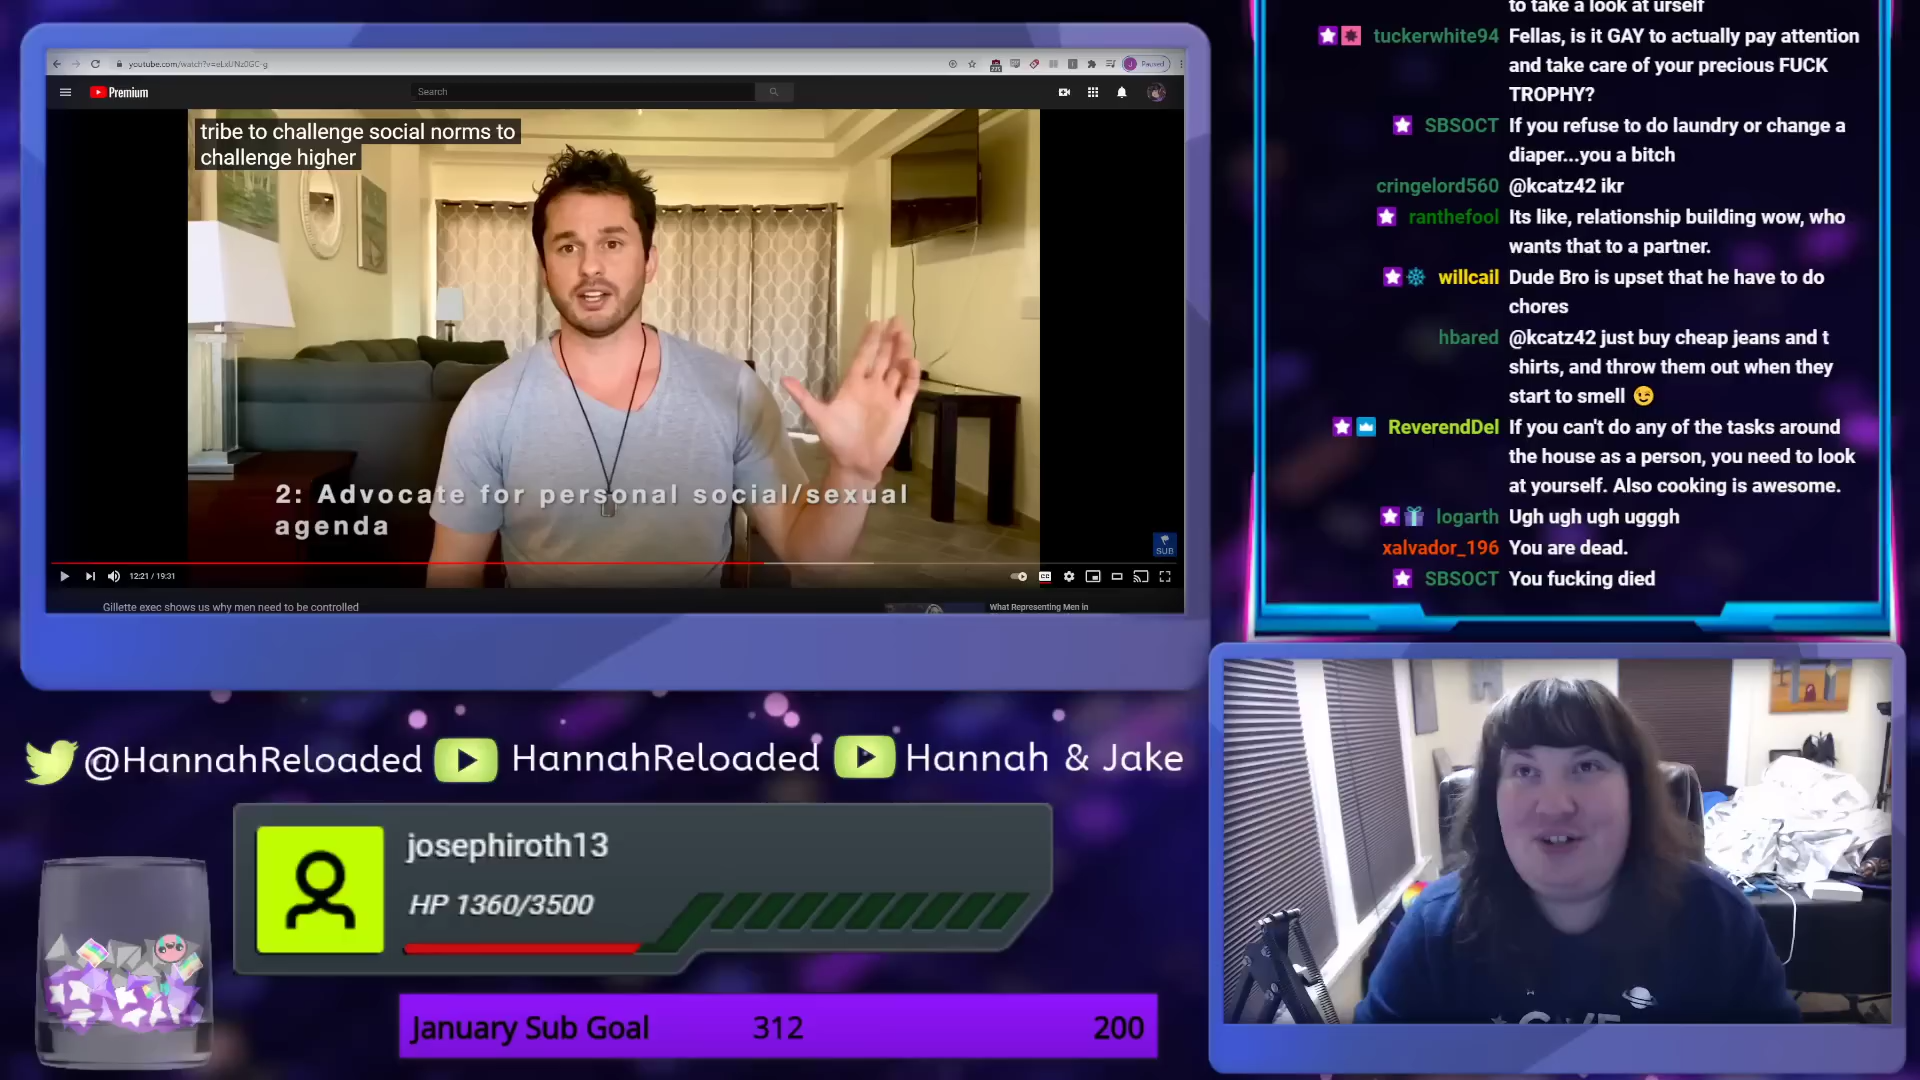 youtube.com/watch?v=eLxUNz0GC-g
Paused
Premium
Search
tribe to challenge social norms to
challenge higher
2: Advocate for personal social/sexual
agenda
SUB
12:21 / 19:31
Gillette exec shows us why men need to be controlled
What Representing Men in
to take a look at urself
tuckerwhite94 Fellas, is it GAY to actually pay attention
and take care of your precious FUCK
TROPHY?
SBSOCT If you refuse to do laundry or change a
diaper...you a bitch
cringelord560 @kcatz42 ikr
ranthefool Its like, relationship building wow, who
wants that to a partner.
willcail Dude Bro is upset that he have to do
chores
hbared @kcatz42 just buy cheap jeans and t
shirts, and throw them out when they
start to smell 😉
ReverendDel If you can't do any of the tasks around
the house as a person, you need to look
at yourself. Also cooking is awesome.
logarth Ugh ugh ugh ugggh
xalvador_196 You are dead.
SBSOCT You fucking died
@HannahReloaded HannahReloaded Hannah & Jake
josephiroth13
HP 1360/3500
January Sub Goal 312 200
GIVE